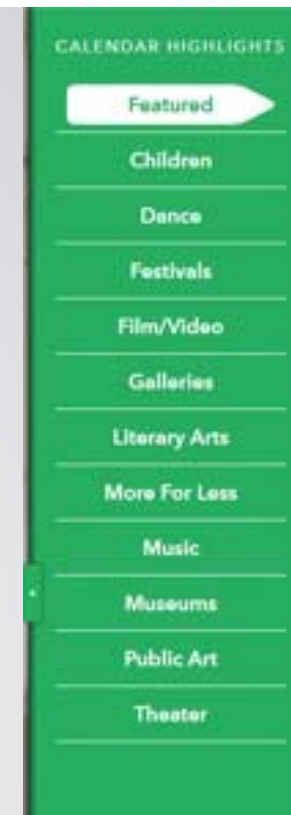 CALENDAR HIGHLIGHTS
Featured
Children
Dance
Festivals
Film/Video
Galleries
Literary Arts
More For Less
Music
Museums
Public Art
Theater